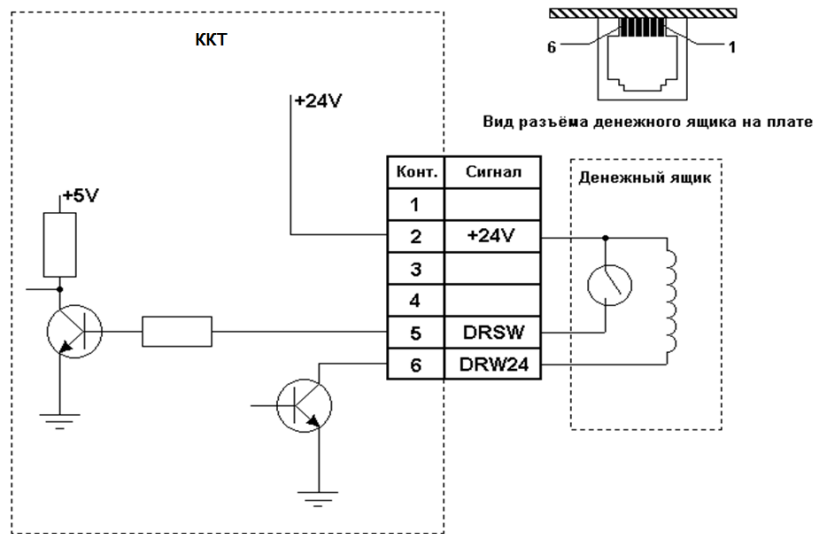 ККТ
6
1
Вид разъёма денежного ящика на плате
+24V
+5V
Конт. Сигнал
1
2 +24V
3
4
5 DRSW
6 DRW24
Денежный ящик